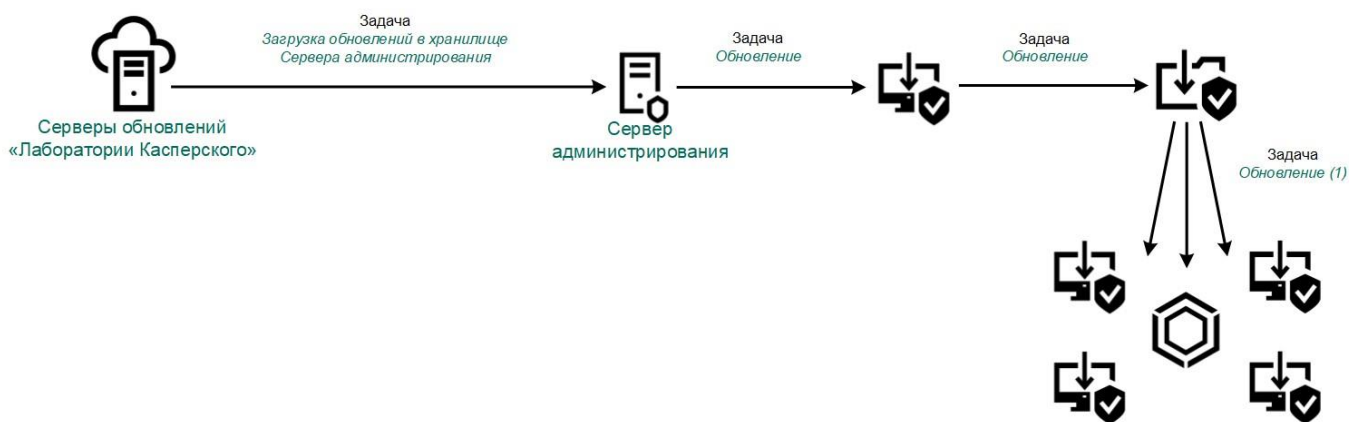 Задача
Загрузка обновлений в хранилище
Сервера администрирования
Задача
Обновление
Задача
Обновление
Серверы обновлений
«Лаборатории Касперского»
Сервер
администрирования
Задача
Обновление (1)